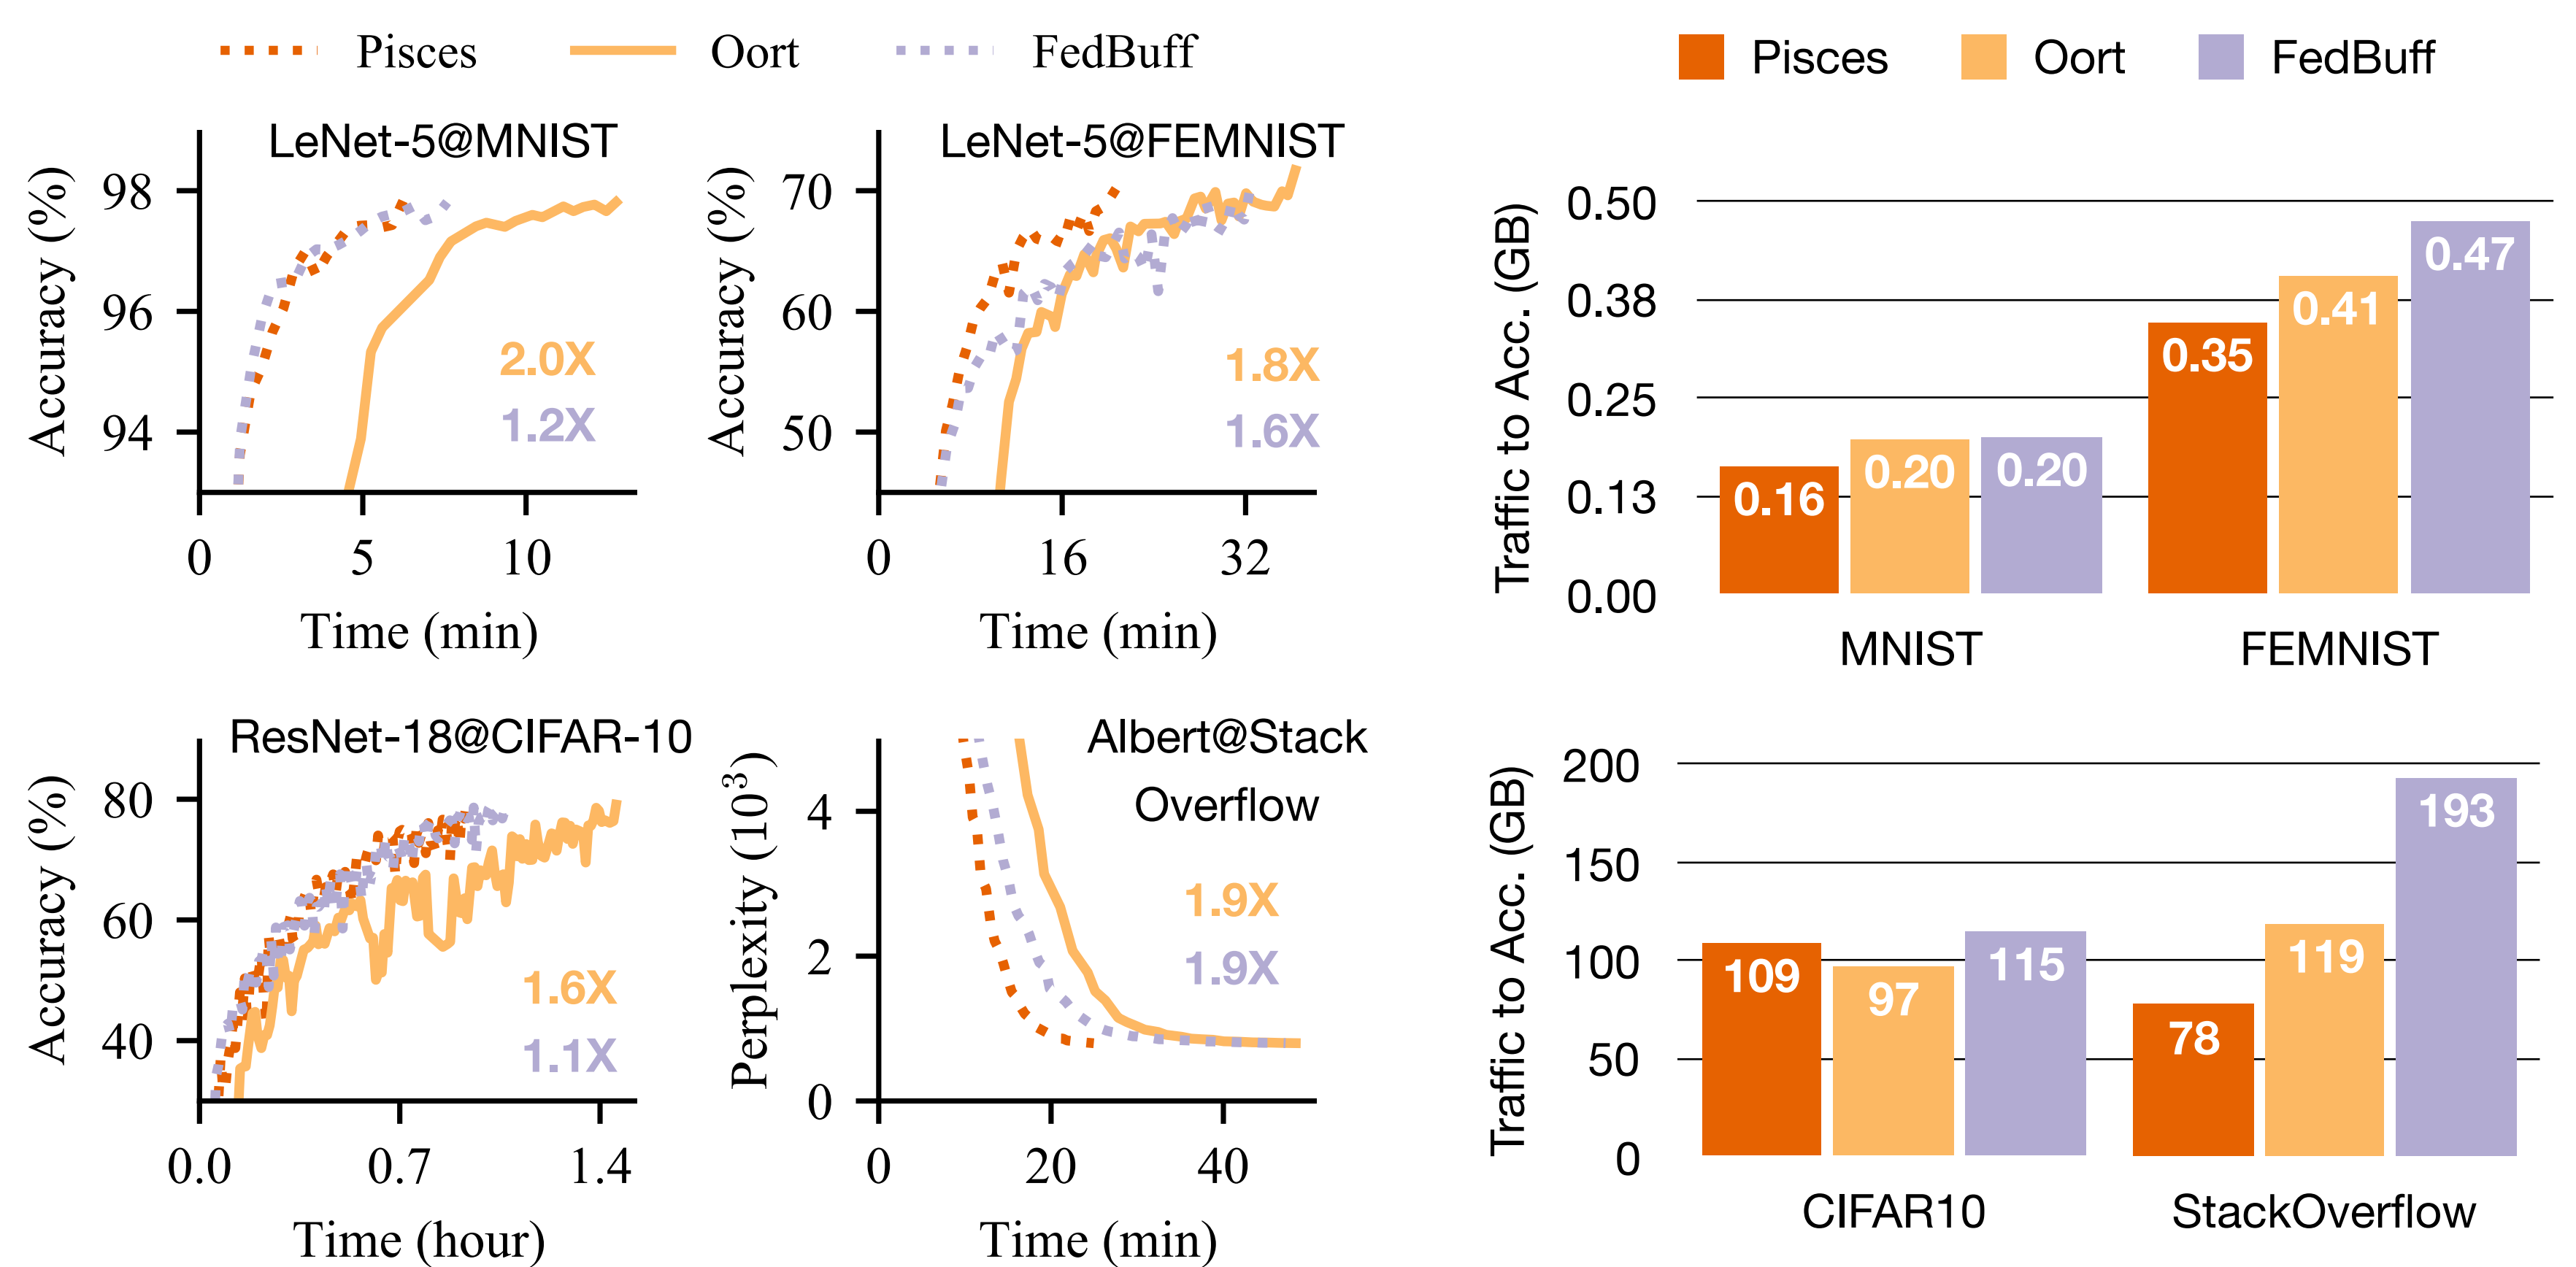 Pisces Oort FedBuff
LeNet-5@MNIST
Accuracy (%)
98
96
94
2.0X
1.2X
0 5 10
Time (min)
LeNet-5@FEMNIST
Accuracy (%)
70
60
50
1.8X
1.6X
0 16 32
Time (min)
ResNet-18@CIFAR-10
Accuracy (%)
80
60
40
1.6X
1.1X
0.0 0.7 1.4
Time (hour)
Albert@Stack
Overflow
Perplexity (10³)
4
2
0
1.9X
1.9X
0 20 40
Time (min)
Pisces Oort FedBuff
Traffic to Acc. (GB)
0.50
0.38
0.25
0.13
0.00
0.16 0.20 0.20
0.35 0.41 0.47
MNIST FEMNIST
Traffic to Acc. (GB)
200
150
100
50
0
109 97 115
78 119 193
CIFAR10 StackOverflow